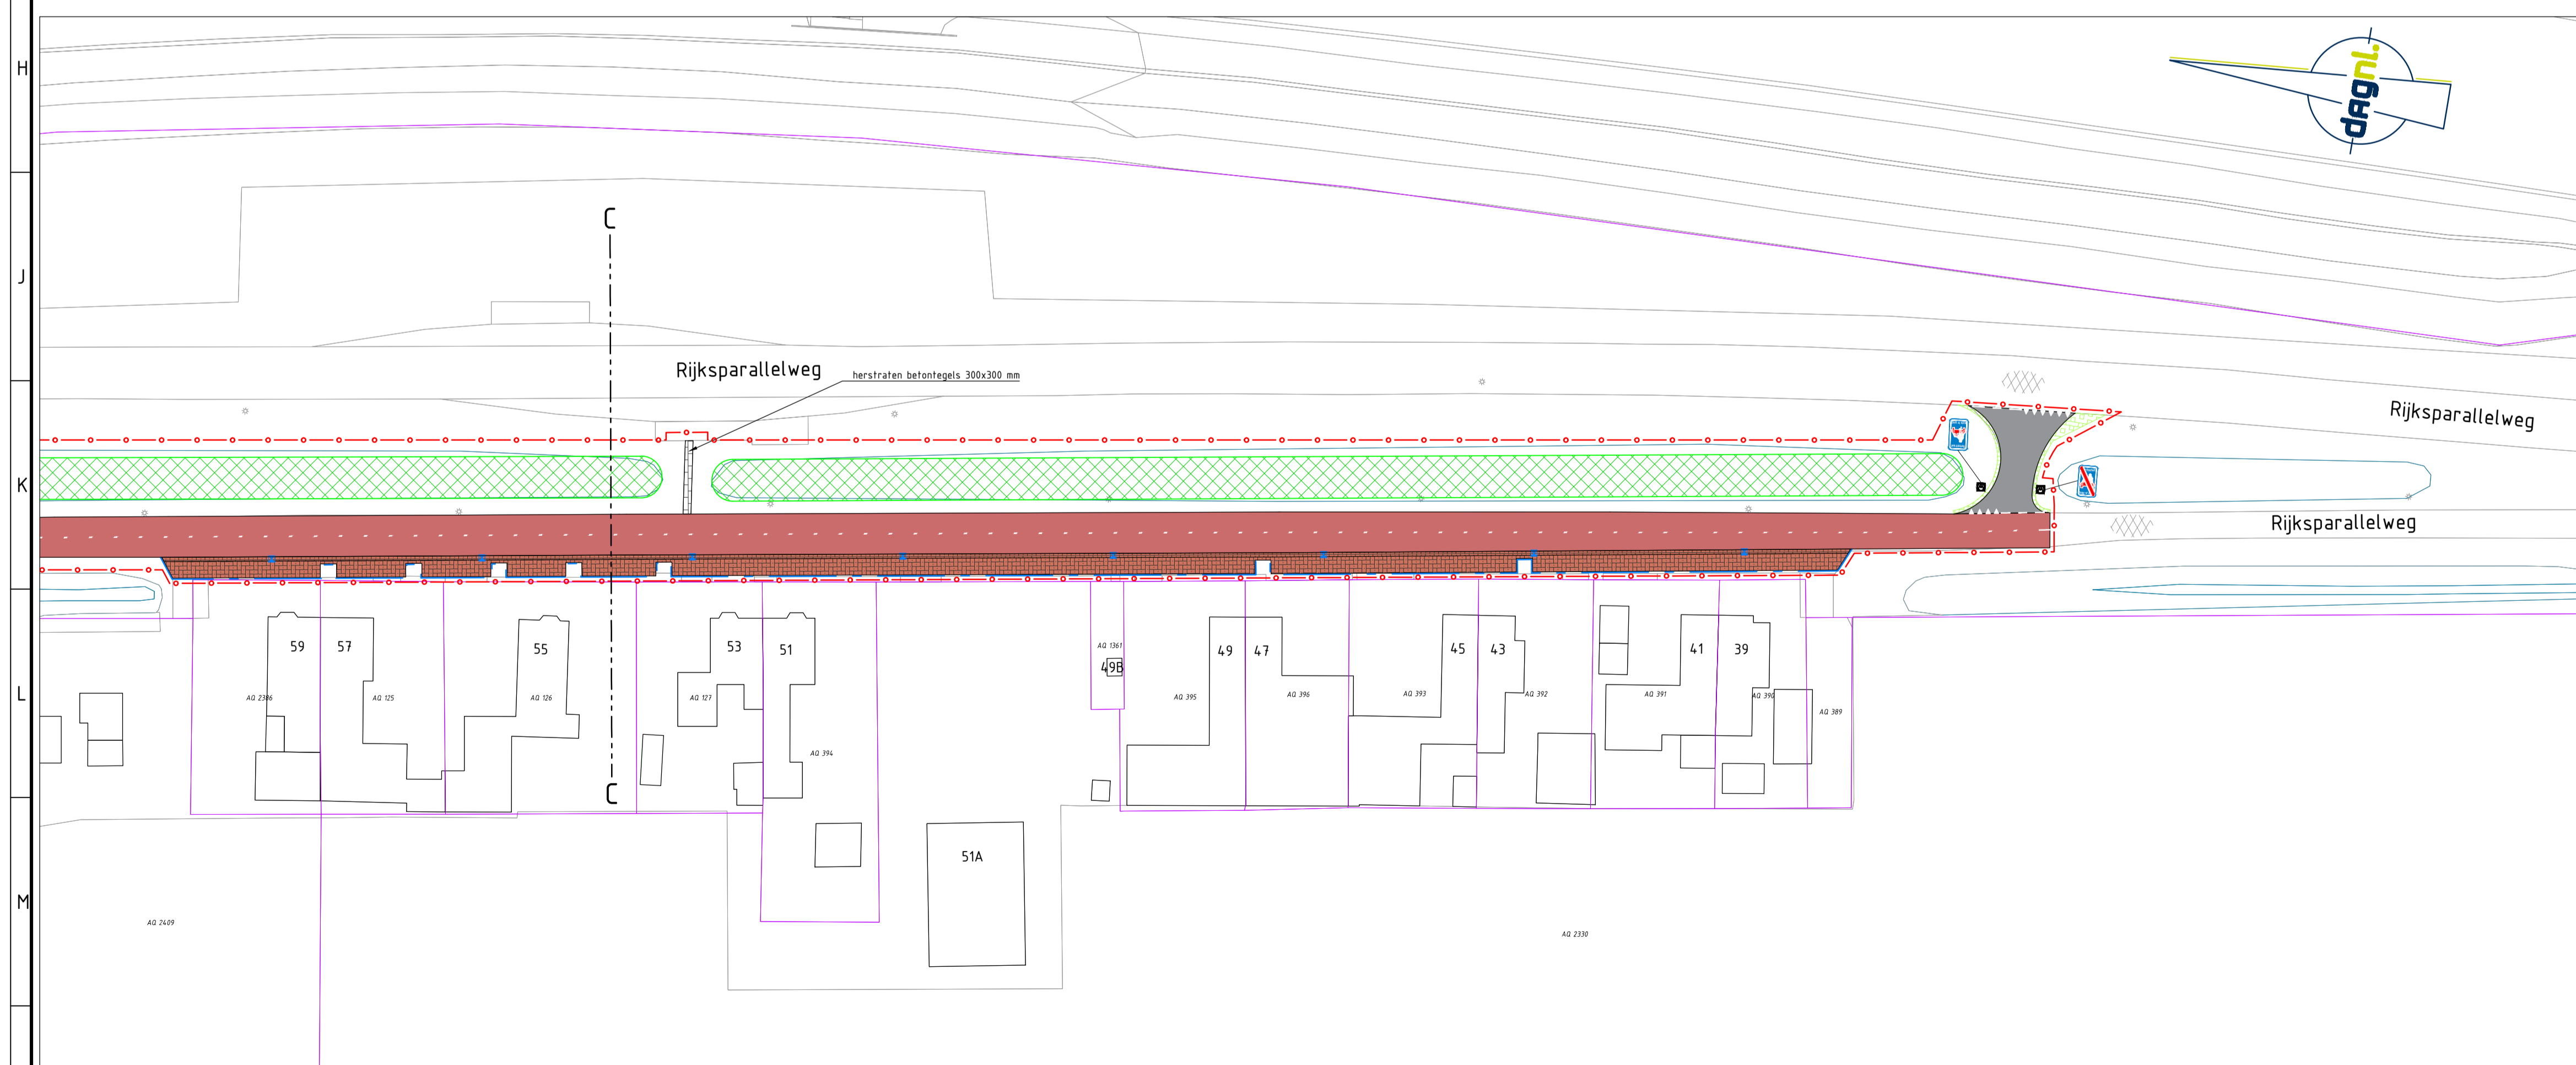 H
dagnl.
C
J
Rijksparallelweg
herstraten betontegels 300x300 mm
Rijksparallelweg
K
Rijksparallelweg
59 57 55 53 51 49 47 45 43 41 39
AQ 1361
49B
L
AQ 2386 AQ 125 AQ 126 AQ 127 AQ 395 AQ 396 AQ 393 AQ 392 AQ 391 AQ 390
AQ 389
AQ 394
C
51A
M
AQ 2409
AQ 2330